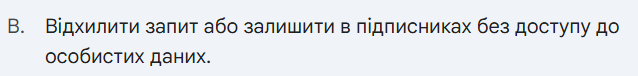 В. Відхилити запит або залишити в підписниках без доступу до
особистих даних.